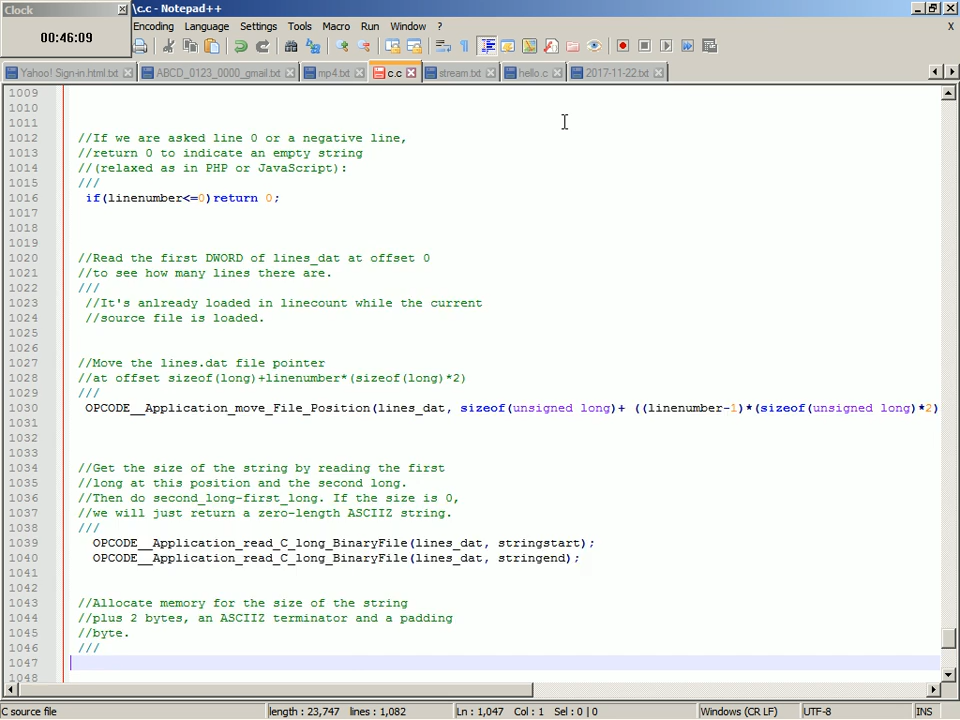 Clock
00:46:09
\c.c - Notepad++
Encoding Language Settings Tools Macro Run Window ?
X
Yahoo! Sign-in.html.txt
ABCD_0123_0000_gmail.txt
mp4.txt
c.c
stream.txt
hello.c
2017-11-22.txt
1009
1010
1011
1012 //If we are asked line 0 or a negative line,
1013 //return 0 to indicate an empty string
1014 //(relaxed as in PHP or JavaScript):
1015 ///
1016 if(linenumber<=0)return 0;
1017
1018
1019
1020 //Read the first DWORD of lines_dat at offset 0
1021 //to see how many lines there are.
1022 ///
1023 //It's anlready loaded in linecount while the current
1024 //source file is loaded.
1025
1026
1027 //Move the lines.dat file pointer
1028 //at offset sizeof(long)+linenumber*(sizeof(long)*2)
1029 ///
1030 OPCODE__Application_move_File_Position(lines_dat, sizeof(unsigned long)+ ((linenumber-1)*(sizeof(unsigned long)*2)
1031
1032
1033
1034 //Get the size of the string by reading the first
1035 //long at this position and the second long.
1036 //Then do second_long-first_long. If the size is 0,
1037 //we will just return a zero-length ASCIIZ string.
1038 ///
1039 OPCODE__Application_read_C_long_BinaryFile(lines_dat, stringstart);
1040 OPCODE__Application_read_C_long_BinaryFile(lines_dat, stringend);
1041
1042
1043 //Allocate memory for the size of the string
1044 //plus 2 bytes, an ASCIIZ terminator and a padding
1045 //byte.
1046 ///
1047
1048
C source file length : 23,747 lines : 1,082 Ln : 1,047 Col : 1 Sel : 0 | 0 Windows (CR LF) UTF-8 INS